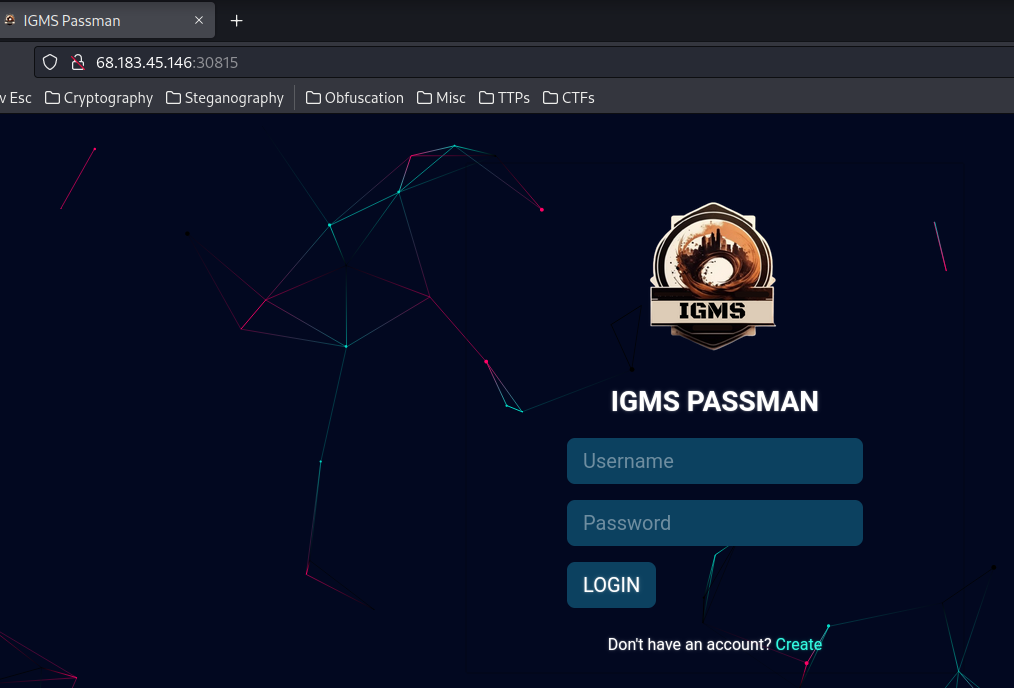 IGMS Passman
68.183.45.146:30815
v Esc Cryptography Steganography Obfuscation Misc TTPs CTFs
IGMS
IGMS PASSMAN
Username
Password
LOGIN
Don't have an account? Create